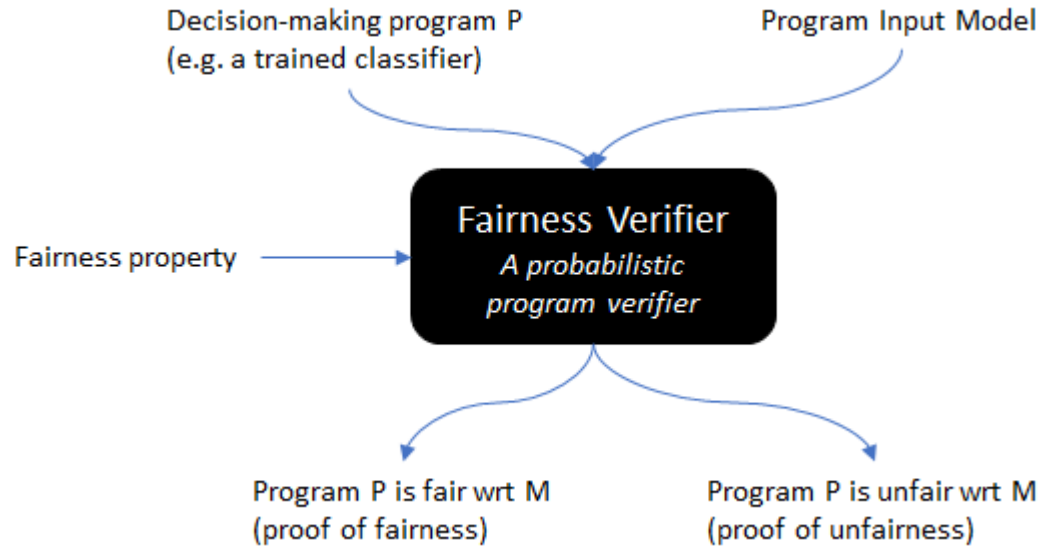 Decision-making program P
(e.g. a trained classifier)
Program Input Model
Fairness Verifier
A probabilistic
program verifier
Fairness property
Program P is fair wrt M
(proof of fairness)
Program P is unfair wrt M
(proof of unfairness)